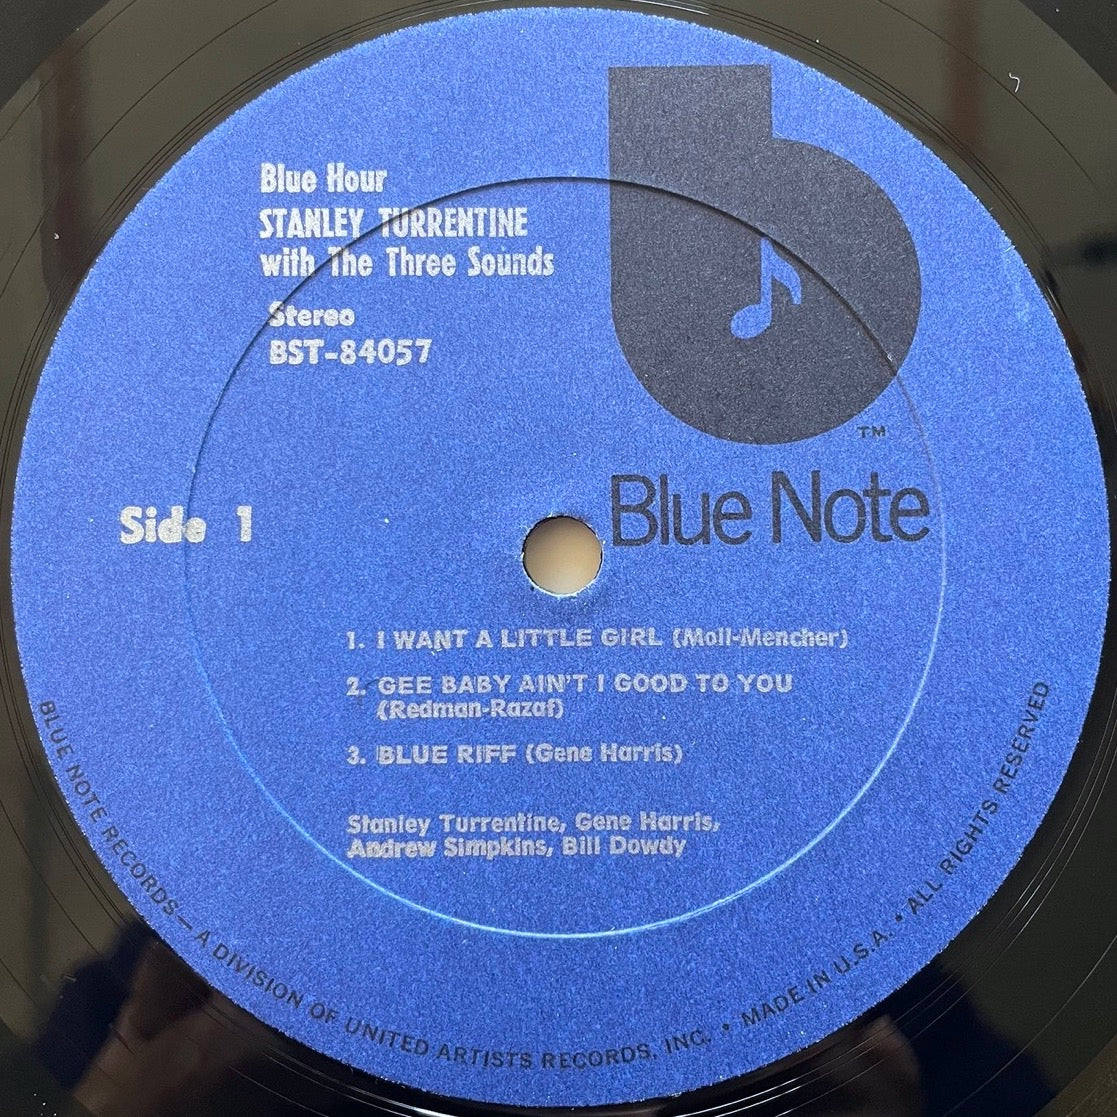 Blue Hour
STANLEY TURRENTINE
with The Three Sounds
Stereo
BST-84057
TM
Blue Note
Side 1
1. I WANT A LITTLE GIRL (Moll-Mencher)
2. GEE BABY AIN'T I GOOD TO YOU
(Redman-Razaf)
3. BLUE RIFF (Gene Harris)
Stanley Turrentine, Gene Harris,
Andrew Simpkins, Bill Dowdy
BLUE NOTE RECORDS—A DIVISION OF UNITED ARTISTS RECORDS, INC. • MADE IN U.S.A. • ALL RIGHTS RESERVED